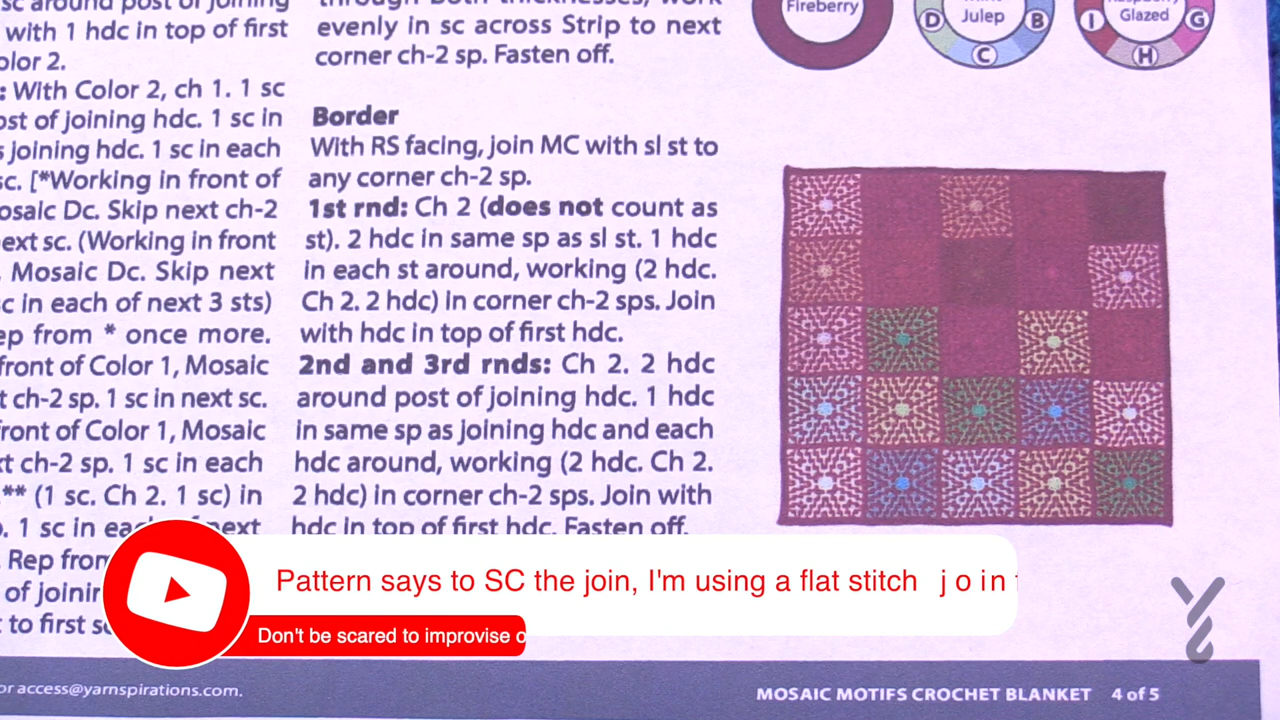 sc around post of joining
with 1 hdc in top of first
olor 2.
: With Color 2, ch 1. 1 sc
ost of joining hdc. 1 sc in
s joining hdc. 1 sc in each
sc. [*Working in front of
osaic Dc. Skip next ch-2
ext sc. (Working in front
, Mosaic Dc. Skip next
sc in each of next 3 sts)
ep from * once more.
front of Color 1, Mosaic
t ch-2 sp. 1 sc in next sc.
ront of Color 1, Mosaic
xt ch-2 sp. 1 sc in each
** (1 sc. Ch 2. 1 sc) in
. 1 sc in each of next
Rep from
of joinin
to first sc
through both thicknesses, work
evenly in sc across Strip to next
corner ch-2 sp. Fasten off.
Border
With RS facing, join MC with sl st to
any corner ch-2 sp.
1st rnd: Ch 2 (does not count as
st). 2 hdc in same sp as sl st. 1 hdc
in each st around, working (2 hdc.
Ch 2. 2 hdc) in corner ch-2 sps. Join
with hdc in top of first hdc.
2nd and 3rd rnds: Ch 2. 2 hdc
around post of joining hdc. 1 hdc
in same sp as joining hdc and each
hdc around, working (2 hdc. Ch 2.
2 hdc) in corner ch-2 sps. Join with
hdc in top of first hdc. Fasten off.
Fireberry
D
Julep
B
C
I
Glazed
G
H
Pattern says to SC the join, I'm using a flat stitch join
Don't be scared to improvise o
or access@yarnspirations.com.
MOSAIC MOTIFS CROCHET BLANKET 4 of 5